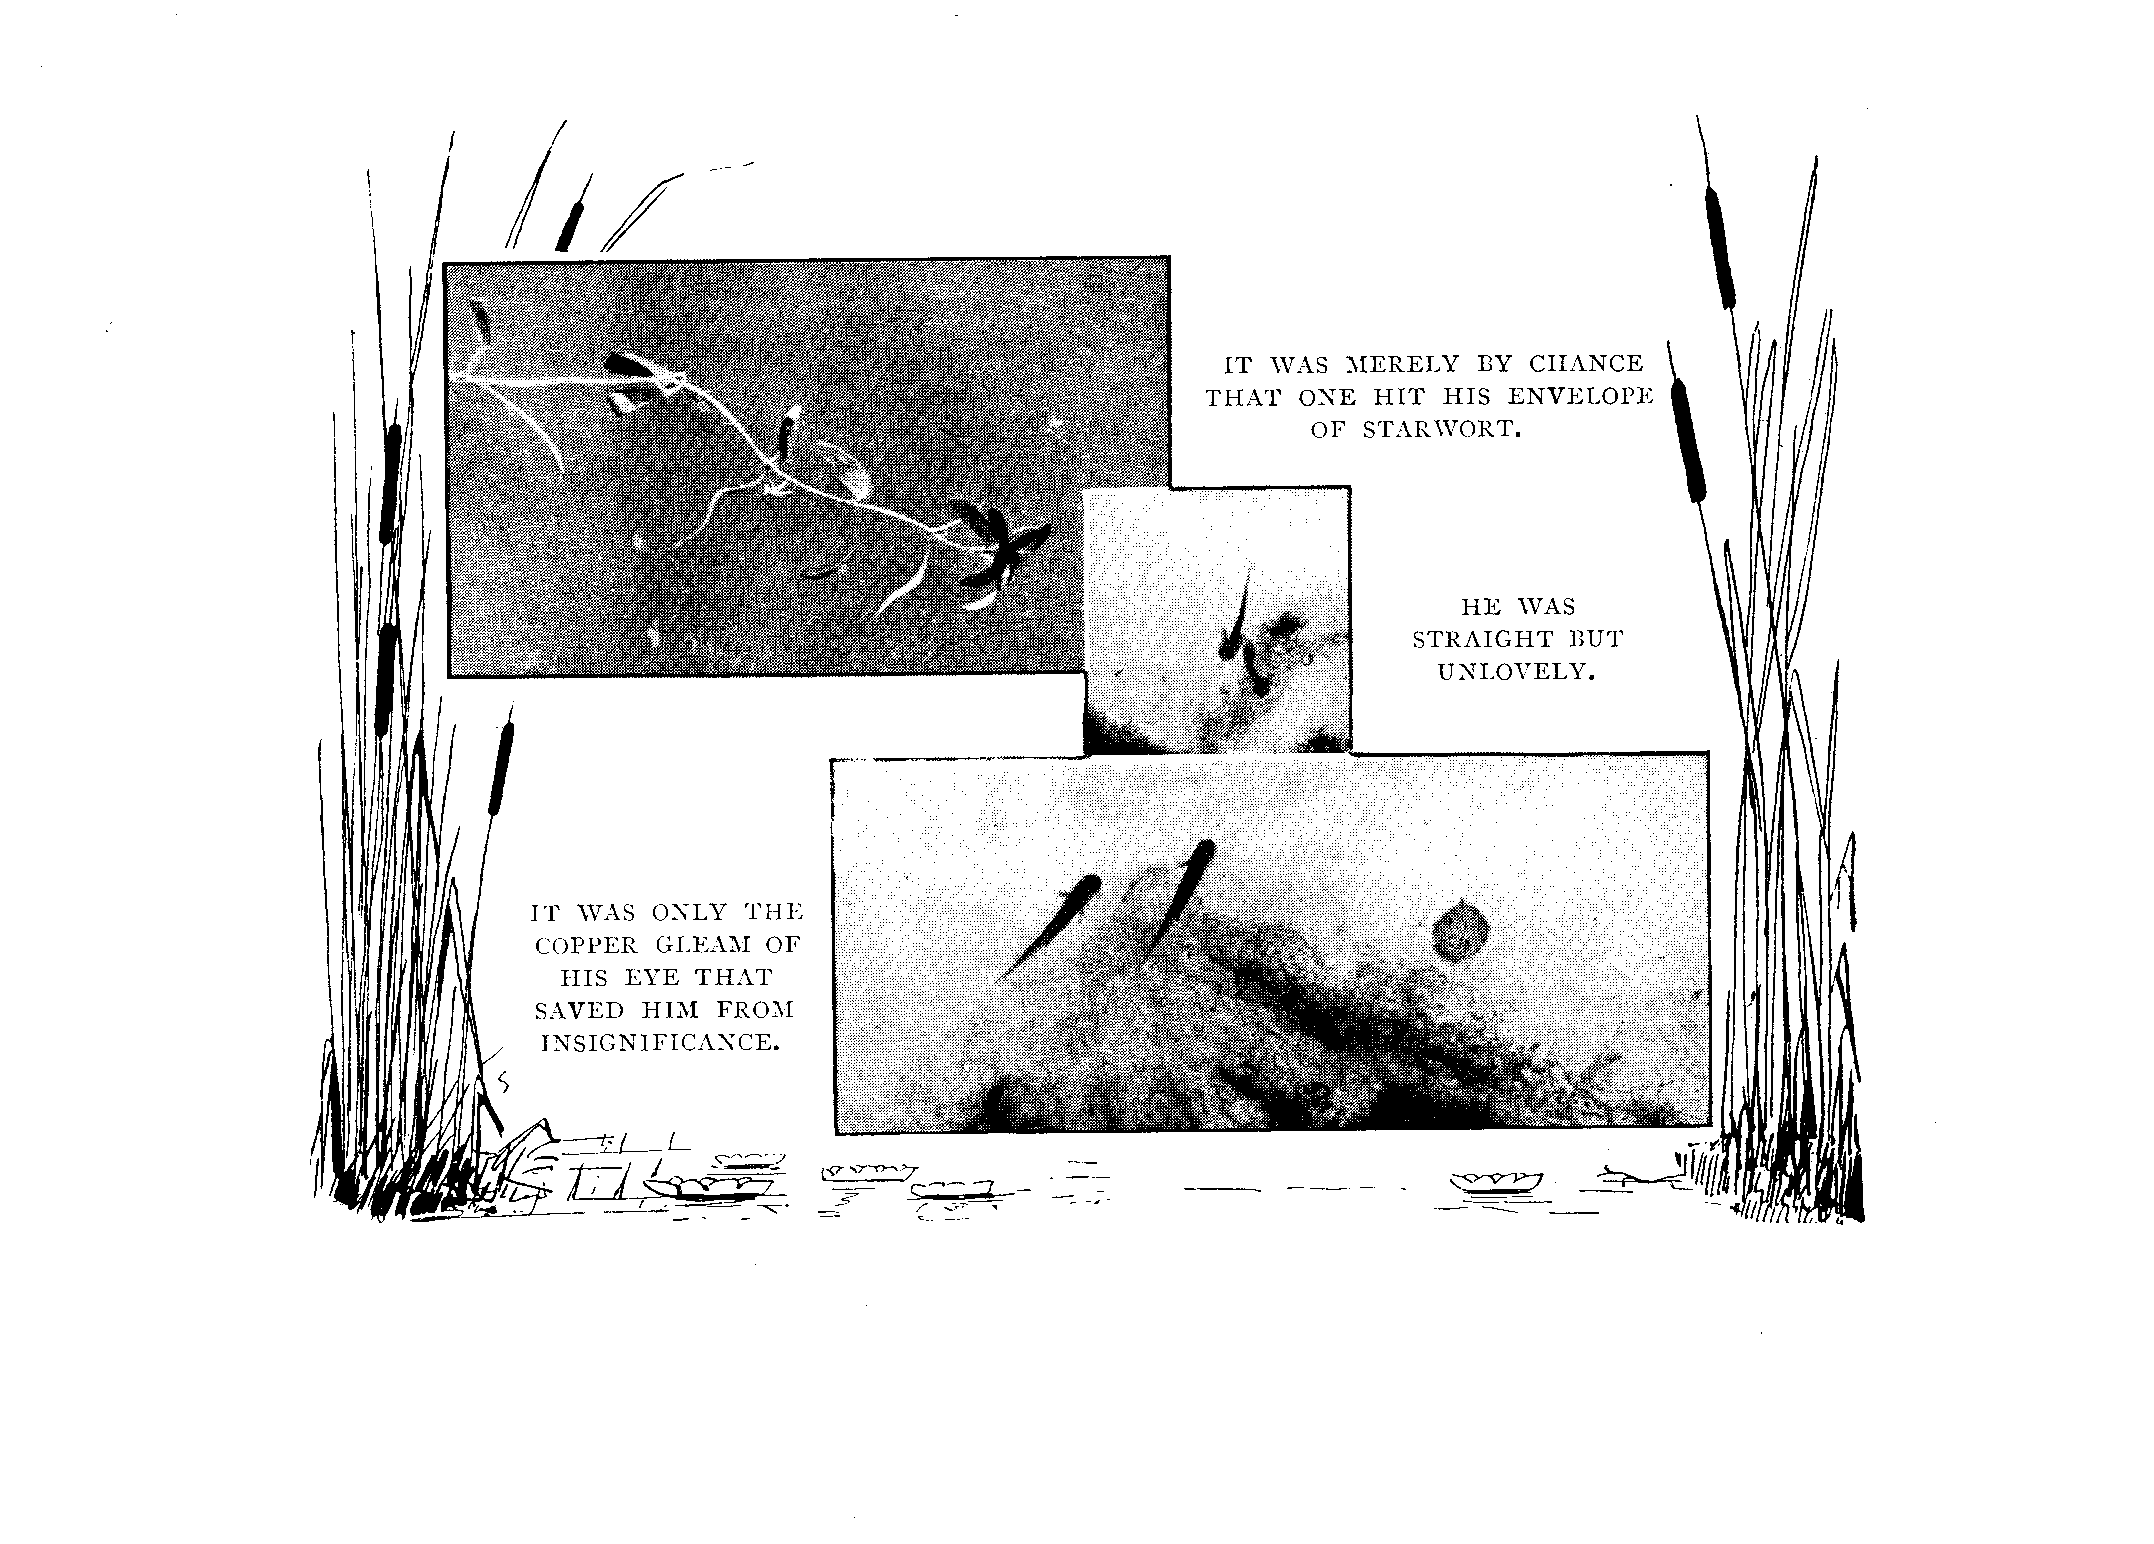 IT WAS MERELY BY CHANCE
THAT ONE HIT HIS ENVELOPE
OF STARWORT.
HE WAS
STRAIGHT BUT
UNLOVELY.
IT WAS ONLY THE
COPPER GLEAM OF
HIS EYE THAT
SAVED HIM FROM
INSIGNIFICANCE.